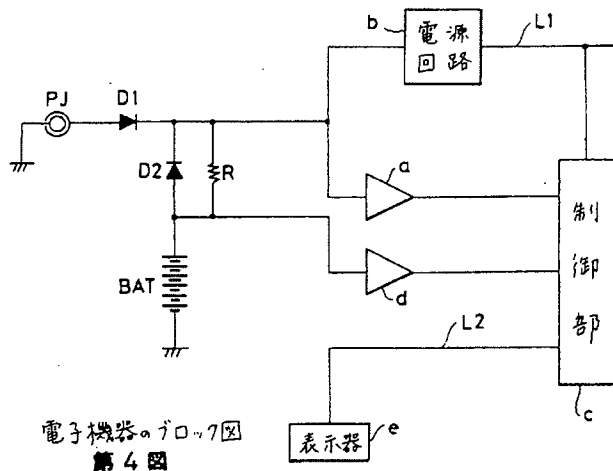 b
電源
回路
L1
PJ
D1
D2
R
a
BAT
d
制
御
部
L2
c
電子機器のブロック図
第4図
表示器
e